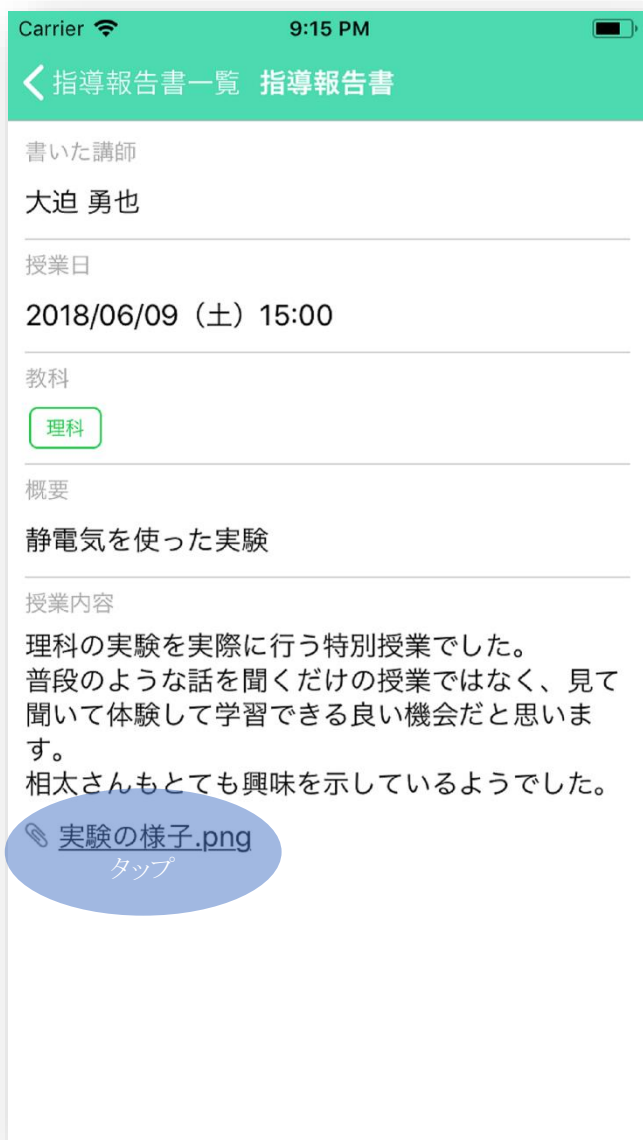 Carrier 9:15 PM
指導報告書一覧 指導報告書
書いた講師
大迫 勇也
授業日
2018/06/09（土）15:00
教科
理科
概要
静電気を使った実験
授業内容
理科の実験を実際に行う特別授業でした。
普段のような話を聞くだけの授業ではなく、見て
聞いて体験して学習できる良い機会だと思いま
す。
相太さんもとても興味を示しているようでした。
実験の様子.png
タップ